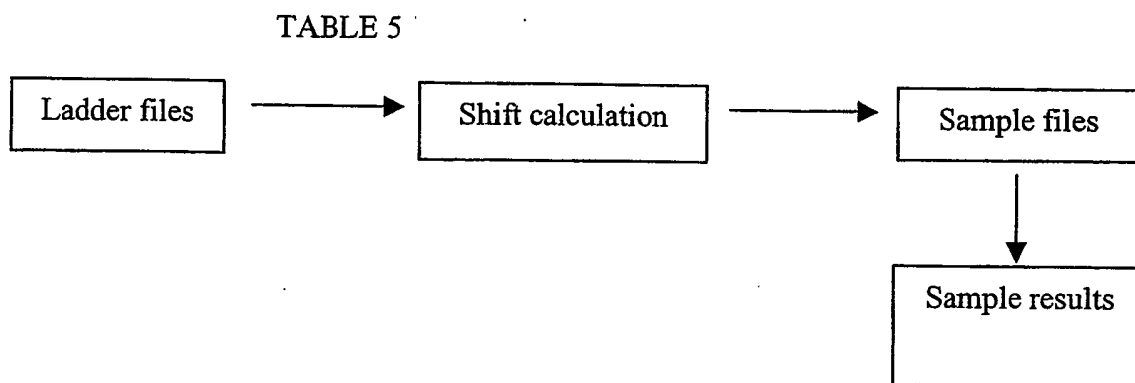 TABLE 5
Ladder files
Shift calculation
Sample files
Sample results